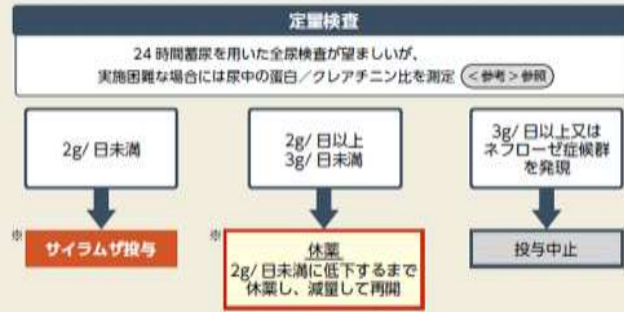 定量検査
24時間蓄尿を用いた全尿検査が望ましいが、
実施困難な場合には尿中の蛋白／クレアチニン比を測定 <参考>参照
2g/日未満
2g/日以上
3g/日未満
3g/日以上又は
ネフローゼ症候群
を発現
※ サイラムザ投与
※ 休薬
2g/日未満に低下するまで
休薬し、減量して再開
投与中止